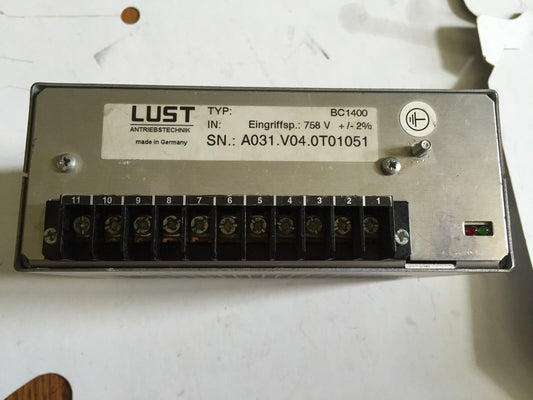 LUST
ANTRIEBSTECHNIK
made in Germany
TYP: BC1400
IN: Eingriffsp.: 758 V +/- 2%
SN.: A031.V04.0T01051
11 10 9 8 7 6 5 4 3 2 1